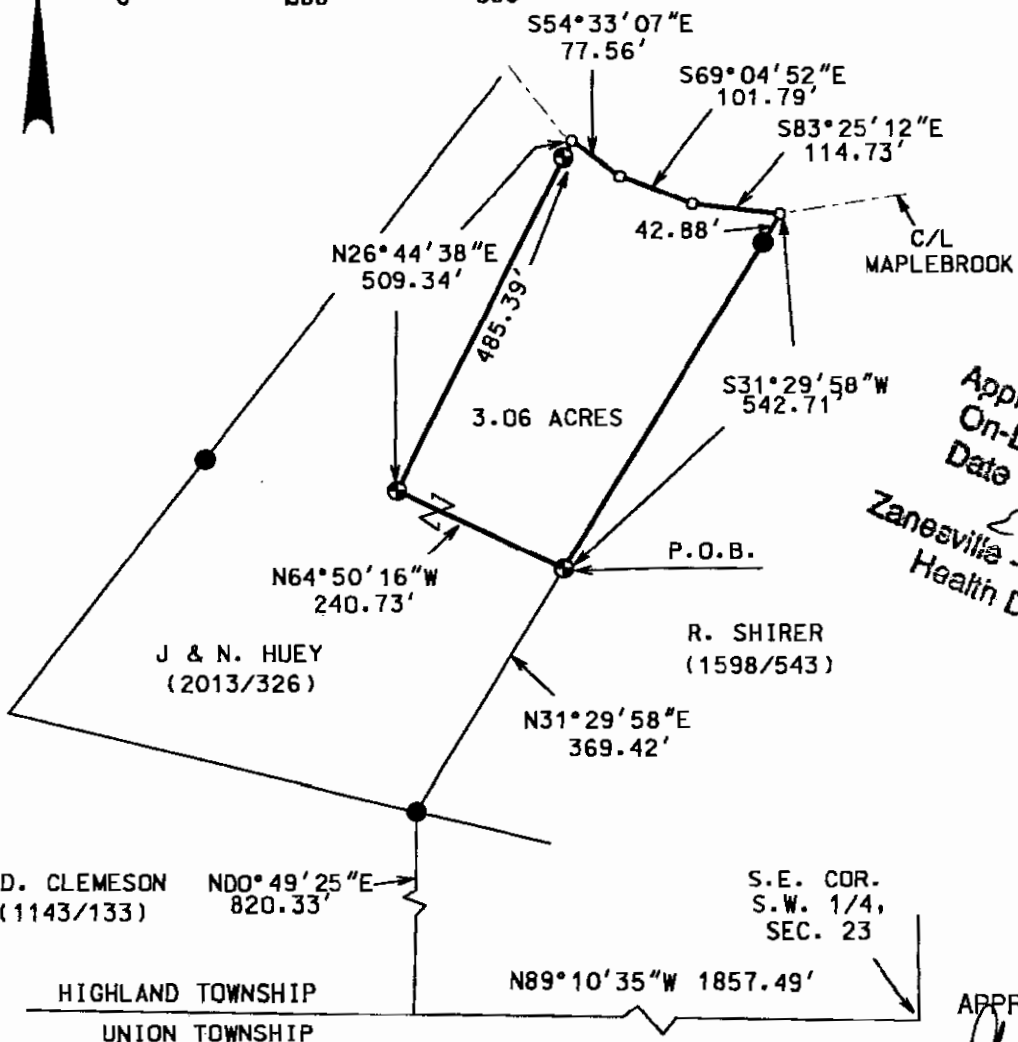 S54°33'07"E
77.56'
S69°04'52"E
101.79'
S83°25'12"E
114.73'
42.88'
C/L
MAPLEBROOK
N26°44'38"E
509.34'
485.39'
3.06 ACRES
S31°29'58"W
542.71'
On-
Date
Zanesville -
Health D
P.O.B.
N64°50'16"W
240.73'
J & N. HUEY
(2013/326)
R. SHIRER
(1598/543)
N31°29'58"E
369.42'
D. CLEMESON
(1143/133)
N00°49'25"E
820.33'
S.E. COR.
S.W. 1/4,
SEC. 23
N89°10'35"W 1857.49'
HIGHLAND TOWNSHIP
UNION TOWNSHIP
APPR